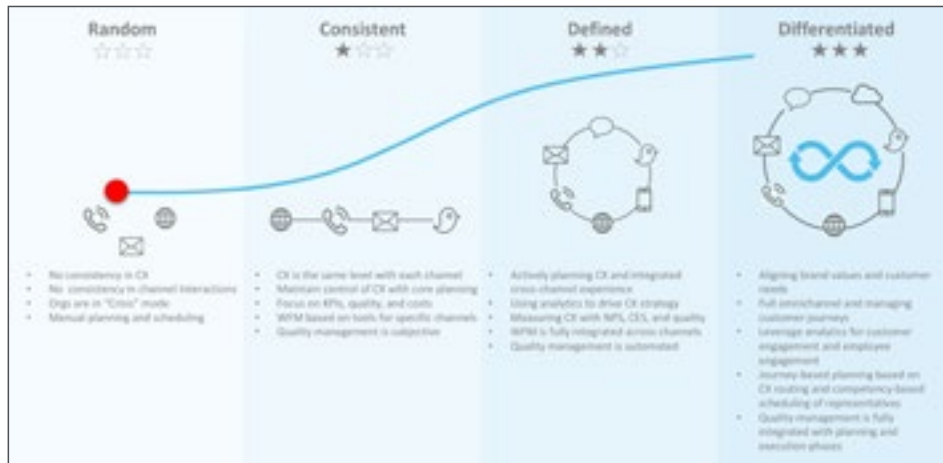 Random
Consistent
Defined
Differentiated
No consistency in CX
No consistency in channel interactions
Orgs are in "Crisis" mode
Manual planning and scheduling
CX is the same level with each channel
Maintain control of CX with core planning
Focus on KPIs, quality, and costs
WFM based on tools for specific channels
Quality management is subjective
Actively planning CX and integrated
cross-channel experience
Using analytics to drive CX strategy
Measuring CX with NPS, CES, and quality
is fully integrated across channels
Quality management is automated
Aligning brand values and customer
needs
Full omnichannel and managing
customer journeys
Leverage analytics for customer
engagement and employee
engagement
Journey-based planning based on
CX routing and competency-based
scheduling of representatives
Quality management is fully
integrated with planning and
execution phases